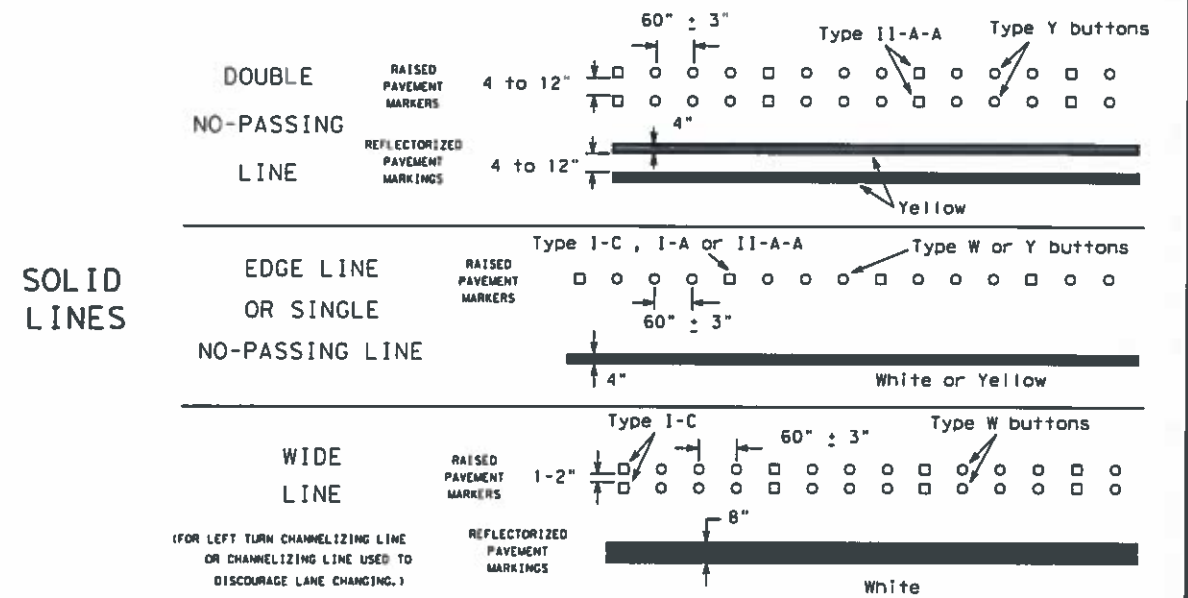 60" ± 3"
Type II-A-A
Type Y buttons
DOUBLE
NO-PASSING
LINE
RAISED
PAVEMENT
MARKERS
4 to 12"
4"
REFLECTORIZED
PAVEMENT
MARKINGS
4 to 12"
Yellow
SOLID
LINES
EDGE LINE
OR SINGLE
NO-PASSING LINE
RAISED
PAVEMENT
MARKERS
Type I-C , I-A or II-A-A
Type W or Y buttons
60" ± 3"
4"
White or Yellow
WIDE
LINE
(FOR LEFT TURN CHANNELIZING LINE
OR CHANNELIZING LINE USED TO
DISCOURAGE LANE CHANGING.)
RAISED
PAVEMENT
MARKERS
1-2"
Type I-C
60" ± 3"
Type W buttons
REFLECTORIZED
PAVEMENT
MARKINGS
8"
White